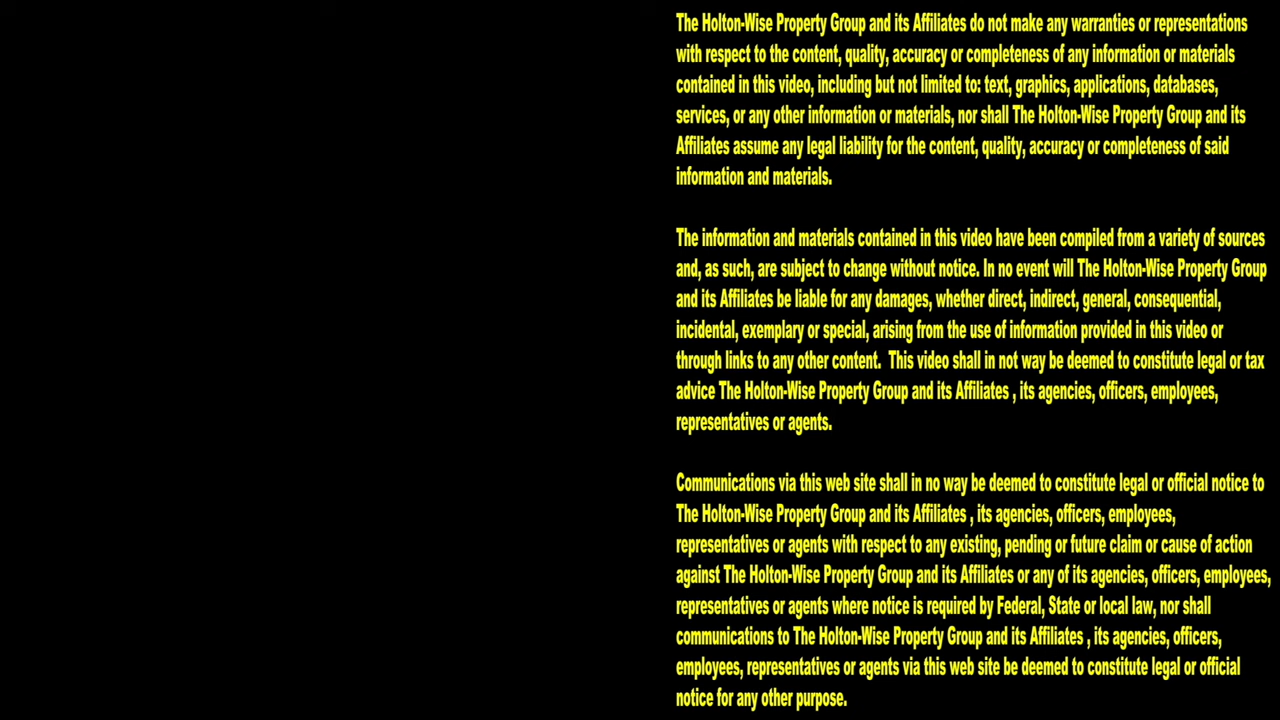 The Holton-Wise Property Group and its Affiliates do not make any warranties or representations
with respect to the content, quality, accuracy or completeness of any information or materials
contained in this video, including but not limited to: text, graphics, applications, databases,
services, or any other information or materials, nor shall The Holton-Wise Property Group and its
Affiliates assume any legal liability for the content, quality, accuracy or completeness of said
information and materials.
The information and materials contained in this video have been compiled from a variety of sources
and, as such, are subject to change without notice. In no event will The Holton-Wise Property Group
and its Affiliates be liable for any damages, whether direct, indirect, general, consequential,
incidental, exemplary or special, arising from the use of information provided in this video or
through links to any other content.  This video shall in not way be deemed to constitute legal or tax
advice The Holton-Wise Property Group and its Affiliates , its agencies, officers, employees,
representatives or agents.
Communications via this web site shall in no way be deemed to constitute legal or official notice to
The Holton-Wise Property Group and its Affiliates , its agencies, officers, employees,
representatives or agents with respect to any existing, pending or future claim or cause of action
against The Holton-Wise Property Group and its Affiliates or any of its agencies, officers, employees,
representatives or agents where notice is required by Federal, State or local law, nor shall
communications to The Holton-Wise Property Group and its Affiliates , its agencies, officers,
employees, representatives or agents via this web site be deemed to constitute legal or official
notice for any other purpose.